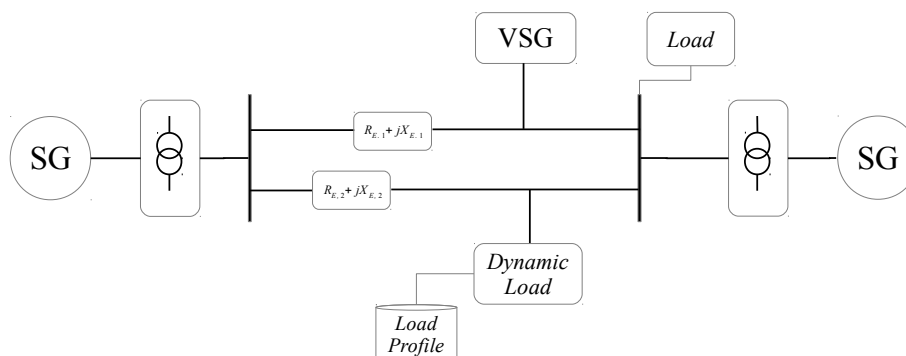 VSG
Load
R_{E,1} + jX_{E,1}
SG
SG
R_{E,2} + jX_{E,2}
Dynamic
Load
Load
Profile